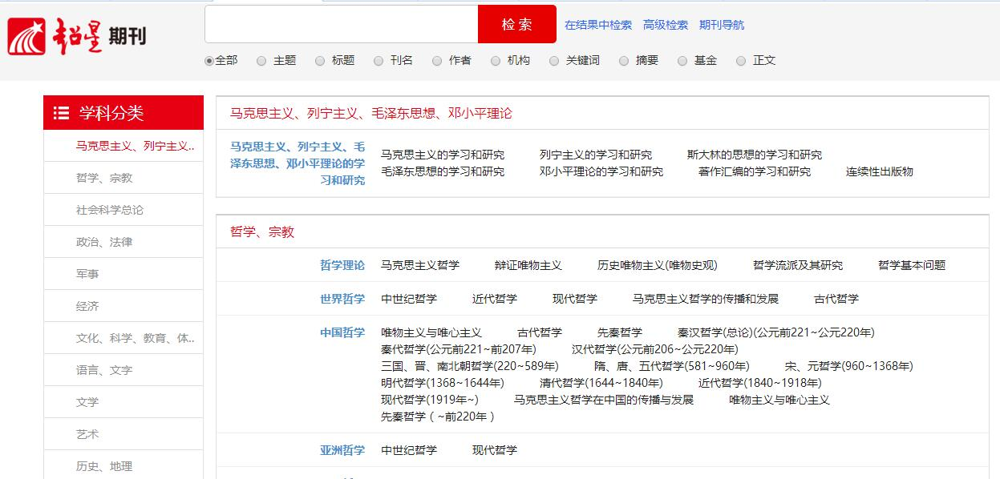 超星 期刊
检 索 在结果中检索 高级检索 期刊导航
全部 主题 标题 刊名 作者 机构 关键词 摘要 基金 正文
学科分类
马克思主义、列宁主义..
哲学、宗教
社会科学总论
政治、法律
军事
经济
文化、科学、教育、体..
语言、文字
文学
艺术
历史、地理
马克思主义、列宁主义、毛泽东思想、邓小平理论
马克思主义、列宁主义、毛
泽东思想、邓小平理论的学
习和研究
马克思主义的学习和研究 列宁主义的学习和研究 斯大林的思想的学习和研究
毛泽东思想的学习和研究 邓小平理论的学习和研究 著作汇编的学习和研究 连续性出版物
哲学、宗教
哲学理论 马克思主义哲学 辩证唯物主义 历史唯物主义(唯物史观) 哲学流派及其研究 哲学基本问题
世界哲学 中世纪哲学 近代哲学 现代哲学 马克思主义哲学的传播和发展 古代哲学
中国哲学 唯物主义与唯心主义 古代哲学 先秦哲学 秦汉哲学(总论)(公元前221~公元220年)
秦代哲学(公元前221~前207年) 汉代哲学(公元前206~公元220年)
三国、晋、南北朝哲学(220~589年) 隋、唐、五代哲学(581~960年) 宋、元哲学(960~1368年)
明代哲学(1368~1644年) 清代哲学(1644~1840年) 近代哲学(1840~1918年)
现代哲学(1919年~) 马克思主义哲学在中国的传播与发展 唯物主义与唯心主义
先秦哲学（~前220年）
亚洲哲学 中世纪哲学 现代哲学